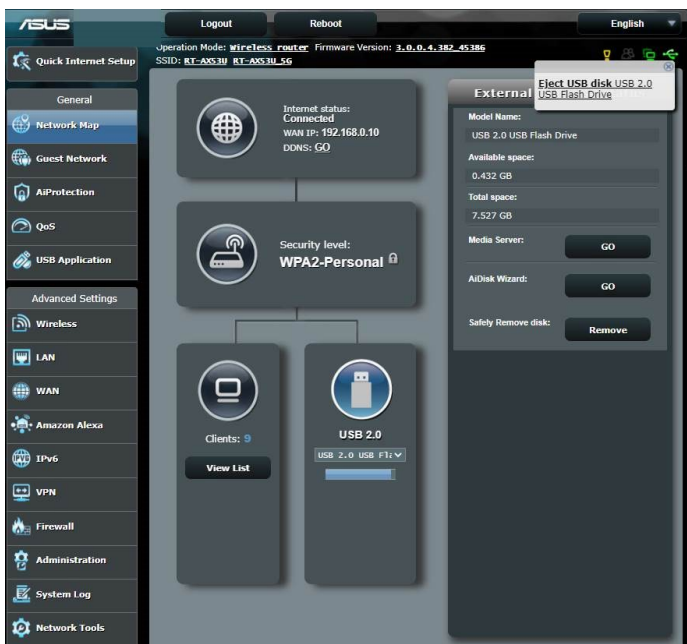 ASUS
Logout
Reboot
English
Operation Mode: Wireless router Firmware Version: 3.0.0.4.382_45386
SSID: RT-AX53U RT-AX53U_5G
Quick Internet Setup
General
Network Map
Guest Network
AiProtection
QoS
USB Application
Advanced Settings
Wireless
LAN
WAN
Amazon Alexa
IPv6
VPN
Firewall
Administration
System Log
Network Tools
Internet status:
Connected
WAN IP: 192.168.0.10
DDNS: GO
Security level:
WPA2-Personal
Clients: 9
View List
USB 2.0
USB 2.0 USB Fla
Eject USB disk USB 2.0
USB Flash Drive
External
Model Name:
USB 2.0 USB Flash Drive
Available space:
0.432 GB
Total space:
7.527 GB
Media Server:
GO
AiDisk Wizard:
GO
Safely Remove disk:
Remove